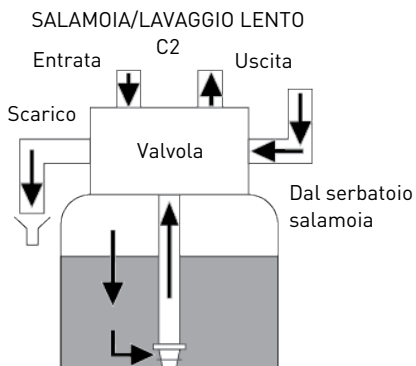 SALAMOIA/LAVAGGIO LENTO
C2
Entrata
Uscita
Scarico
Valvola
Dal serbatoio
salamoia